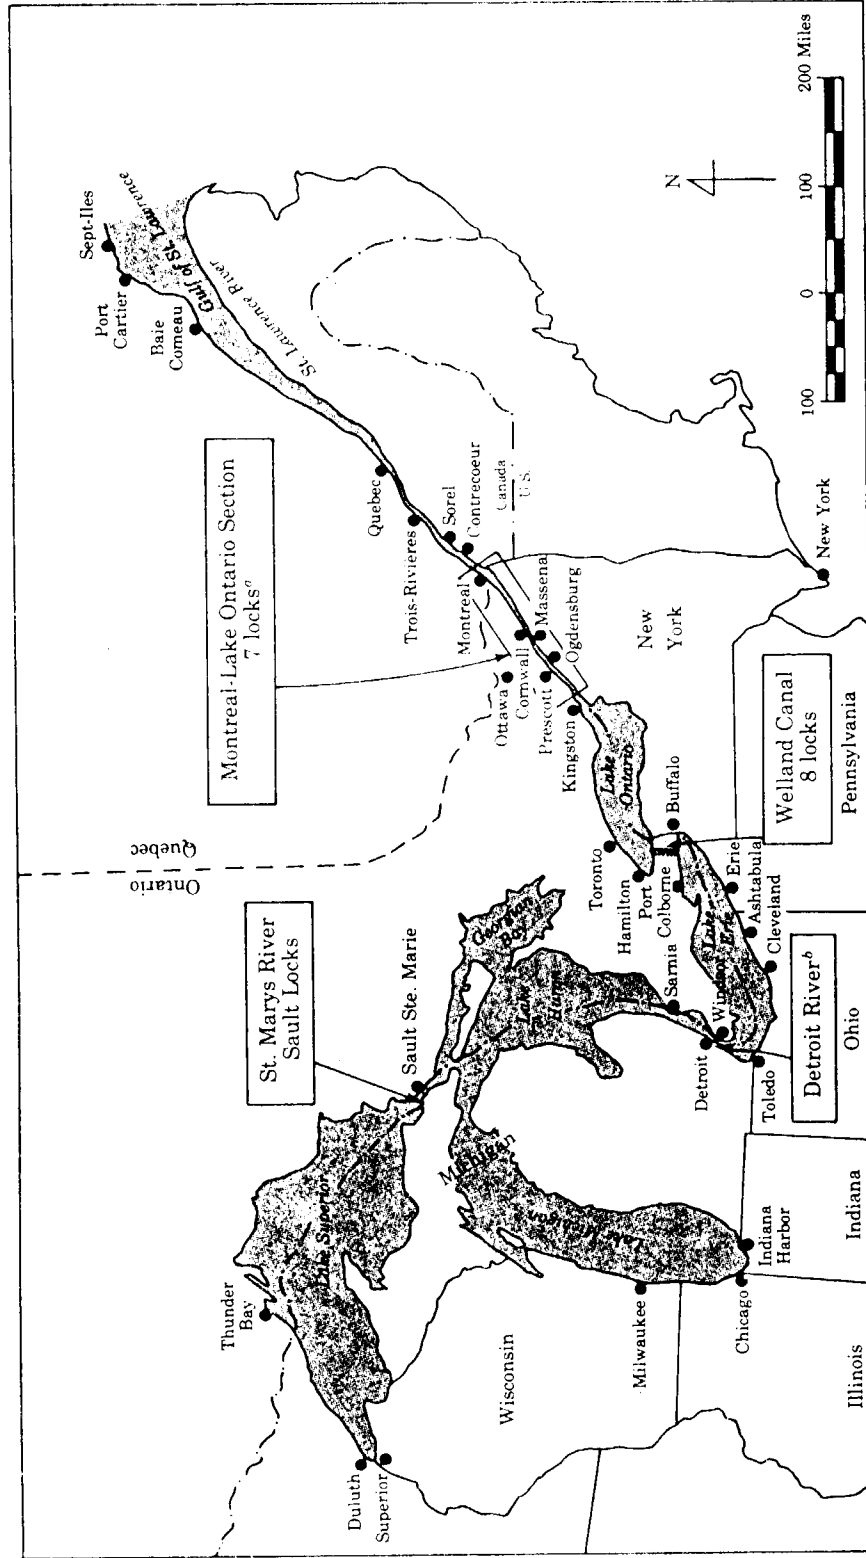 Sept-Iles
Port
Cartier
Baie
Comeau
Gulf of St. Lawrence
St. Lawrence River
Montreal-Lake Ontario Section
7 locksᵃ
Quebec
Trois-Rivières
Sorel
Contrecoeur
Canada
U.S.
Montreal
Ottawa
Cornwall
Massena
Prescott
Ogdensburg
Kingston
New
York
New York
N
100
0
100
200 Miles
Quebec
Ontario
Toronto
Lake
Ontario
Hamilton
Port
Colborne
Buffalo
Welland Canal
8 locks
Pennsylvania
Erie
Ashtabula
Cleveland
Lake
Erie
St. Marys River
Sault Locks
Sault Ste. Marie
Georgian
Bay
Lake
Huron
Sarnia
Windsor
Detroit
Detroit Riverᵇ
Toledo
Ohio
Thunder
Bay
Lake Superior
Michigan
Lake Michigan
Duluth
Superior
Wisconsin
Milwaukee
Chicago
Indiana
Harbor
Illinois
Indiana